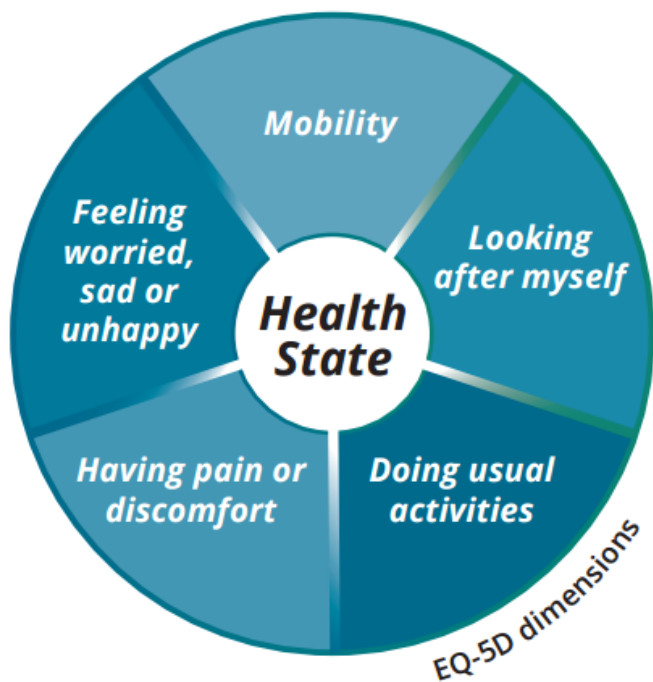 Mobility
Looking
after myself
Doing usual
activities
Having pain or
discomfort
Feeling
worried,
sad or
unhappy
Health
State
EQ-5D dimensions